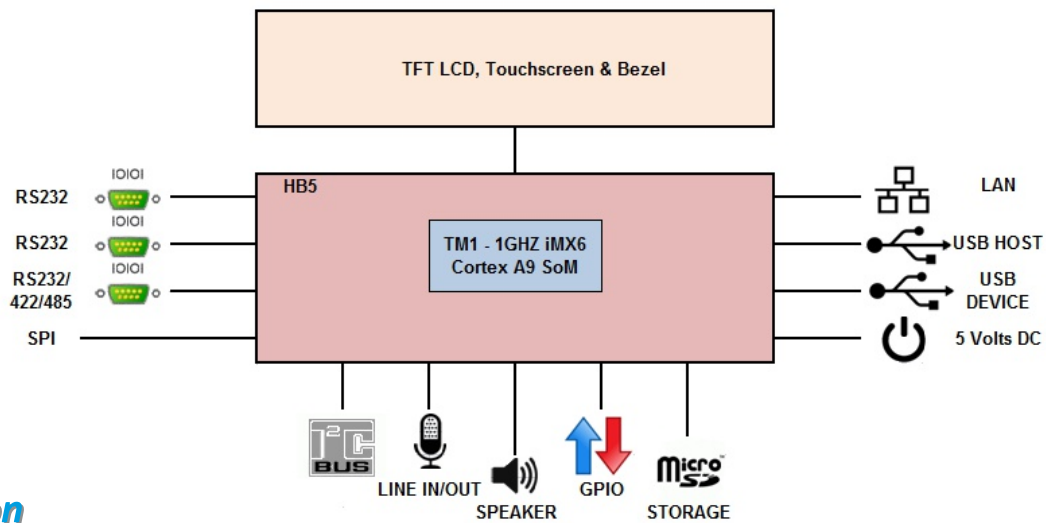 TFT LCD, Touchscreen & Bezel
HB5
TM1 - 1GHZ iMX6
Cortex A9 SoM
IOIOI
RS232
IOIOI
RS232
IOIOI
RS232/
422/485
SPI
LAN
USB HOST
USB
DEVICE
5 Volts DC
I²C
BUS
LINE IN/OUT
SPEAKER
GPIO
Micro
SD
STORAGE